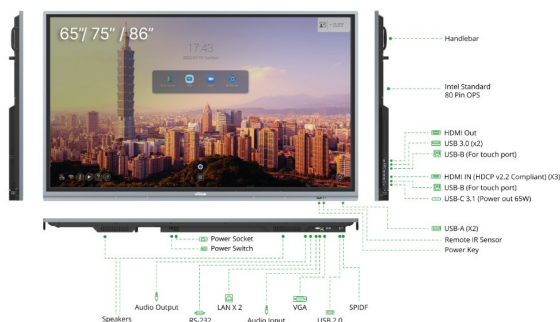 65”/ 75” / 86”
17:43
Handlebar
Intel Standard
80 Pin OPS
HDMI Out
USB 3.0 (x2)
USB-B (For touch port)
HDMI IN (HDCP v2.2 Compliant) (X3)
USB-B (For touch port)
USB-C 3.1 (Power out 65W)
USB-A (X2)
Remote IR Sensor
Power Key
Power Socket
Power Switch
Speakers
Audio Output
RS-232
LAN X 2
Audio Input
VGA
USB 2.0
SPIDF